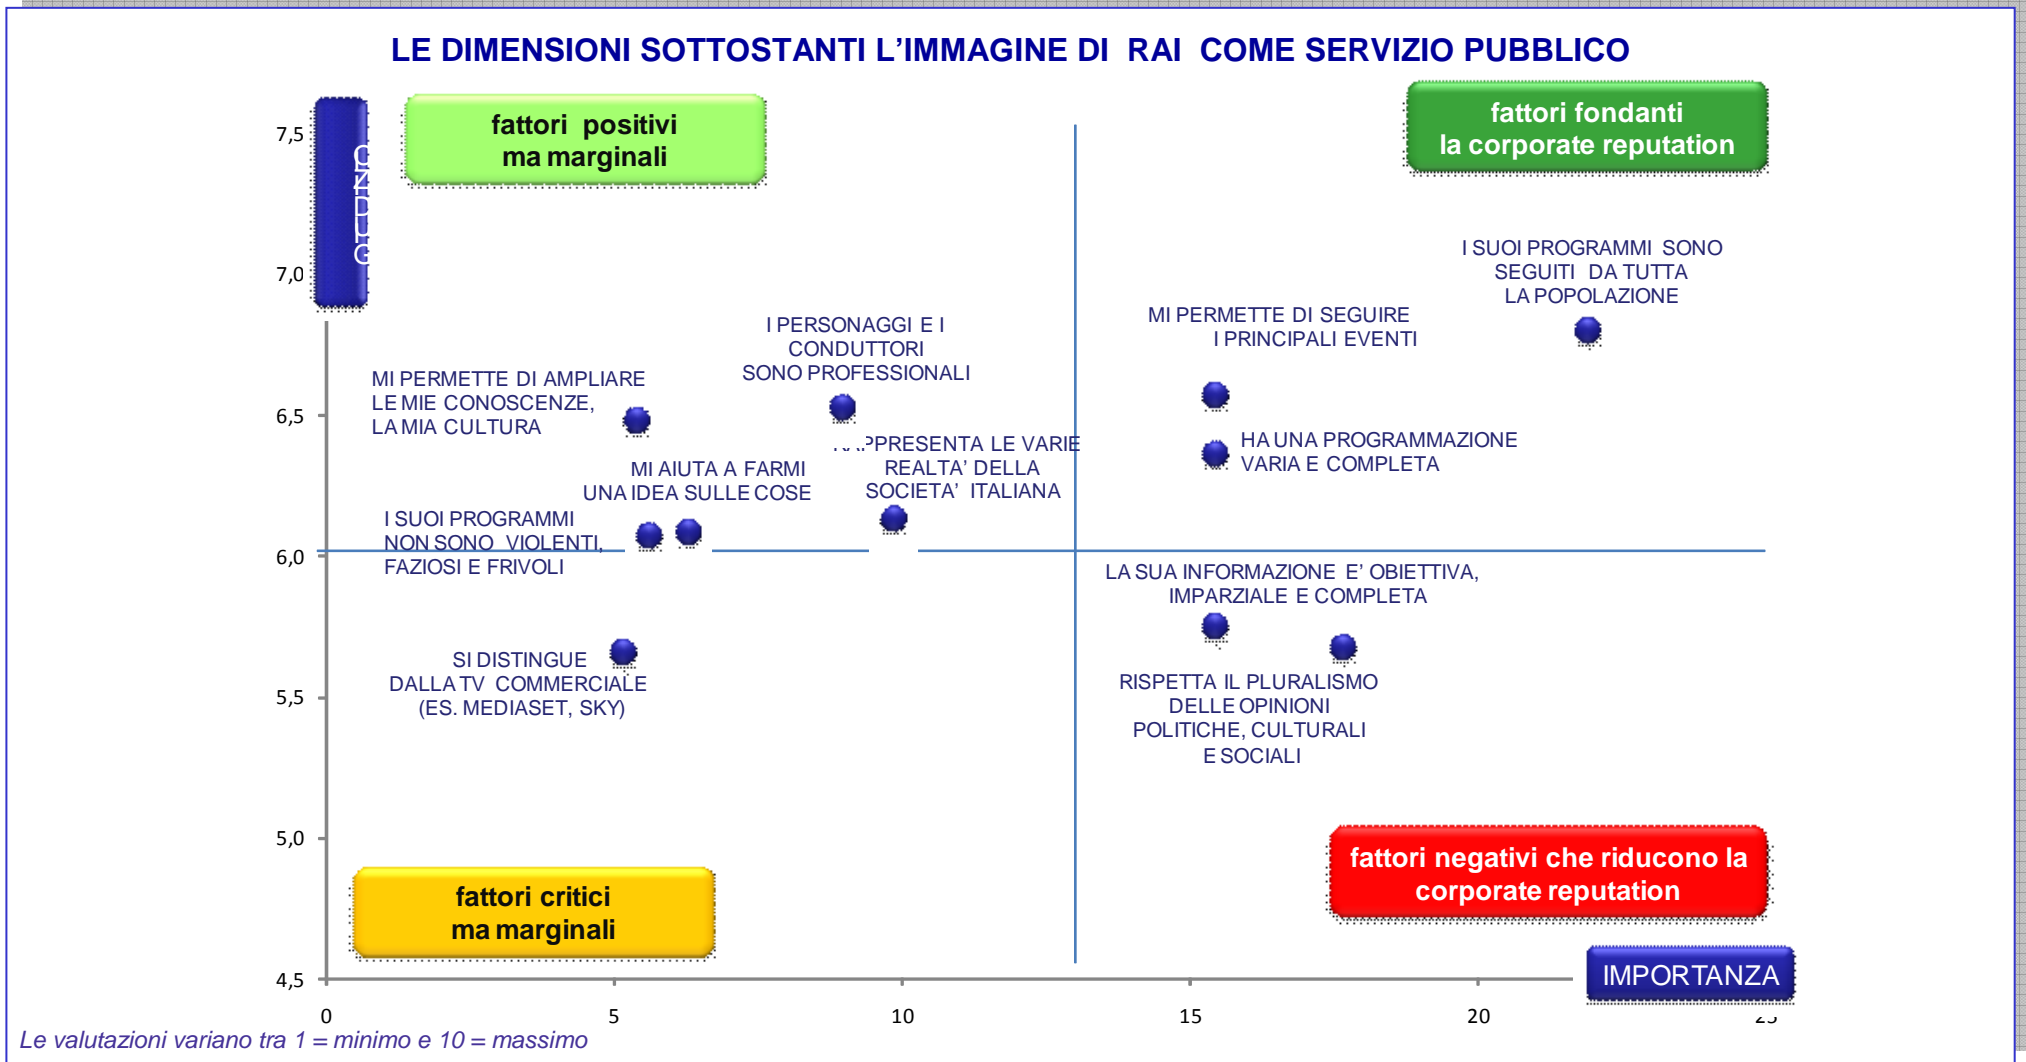 LE DIMENSIONI SOTTOSTANTI L'IMMAGINE DI RAI COME SERVIZIO PUBBLICO
fattori positivi
ma marginali
fattori fondanti
la corporate reputation
7,5
7,0
6,5
6,0
5,5
5,0
4,5
I SUOI PROGRAMMI SONO
SEGUITI DA TUTTA
LA POPOLAZIONE
MI PERMETTE DI SEGUIRE
I PRINCIPALI EVENTI
I PERSONAGGI E I
CONDUTTORI
SONO PROFESSIONALI
MI PERMETTE DI AMPLIARE
LE MIE CONOSCENZE,
LA MIA CULTURA
HA UNA PROGRAMMAZIONE
VARIA E COMPLETA
LE VARIE
REALTA' DELLA
SOCIETA' ITALIANA
MI AIUTA A FARMI
UNA IDEA SULLE COSE
I SUOI PROGRAMMI
NON SONO VIOLENTI,
FAZIOSI E FRIVOLI
LA SUA INFORMAZIONE E' OBIETTIVA,
IMPARZIALE E COMPLETA
SI DISTINGUE
DALLA TV COMMERCIALE
(ES. MEDIASET, SKY)
RISPETTA IL PLURALISMO
DELLE OPINIONI
POLITICHE, CULTURALI
E SOCIALI
fattori critici
ma marginali
fattori negativi che riducono la
corporate reputation
IMPORTANZA
0 5 10 15 20
Le valutazioni variano tra 1 = minimo e 10 = massimo